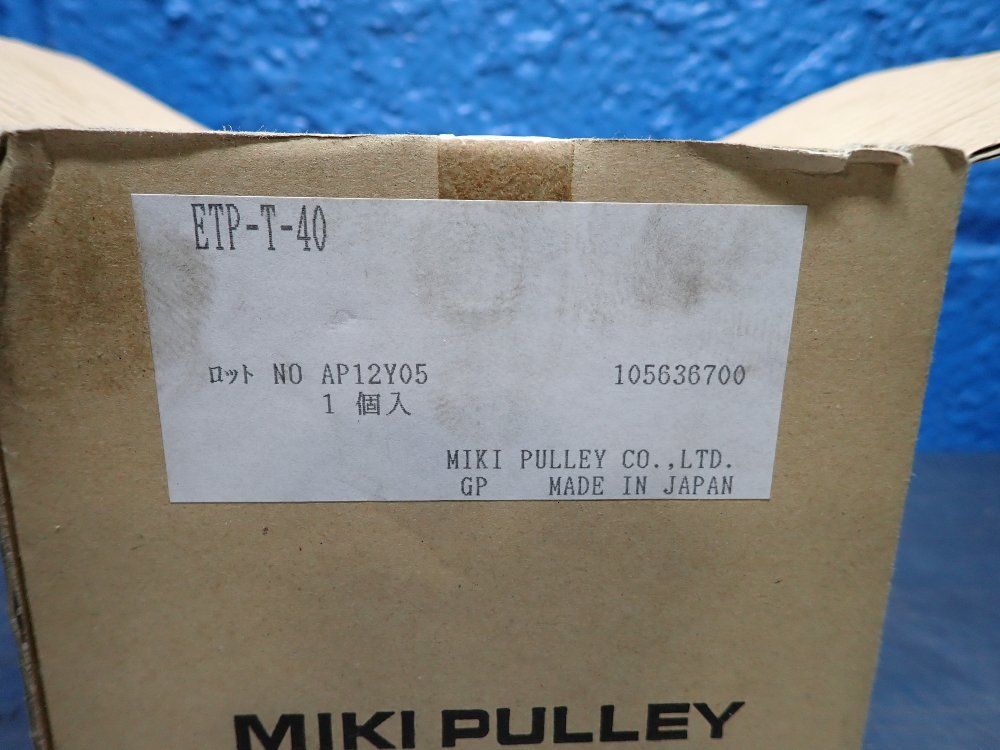 ETP-T-40
ロット NO AP12Y05 105636700
1 個入
MIKI PULLEY CO.,LTD.
GP MADE IN JAPAN
MIKI PULLEY